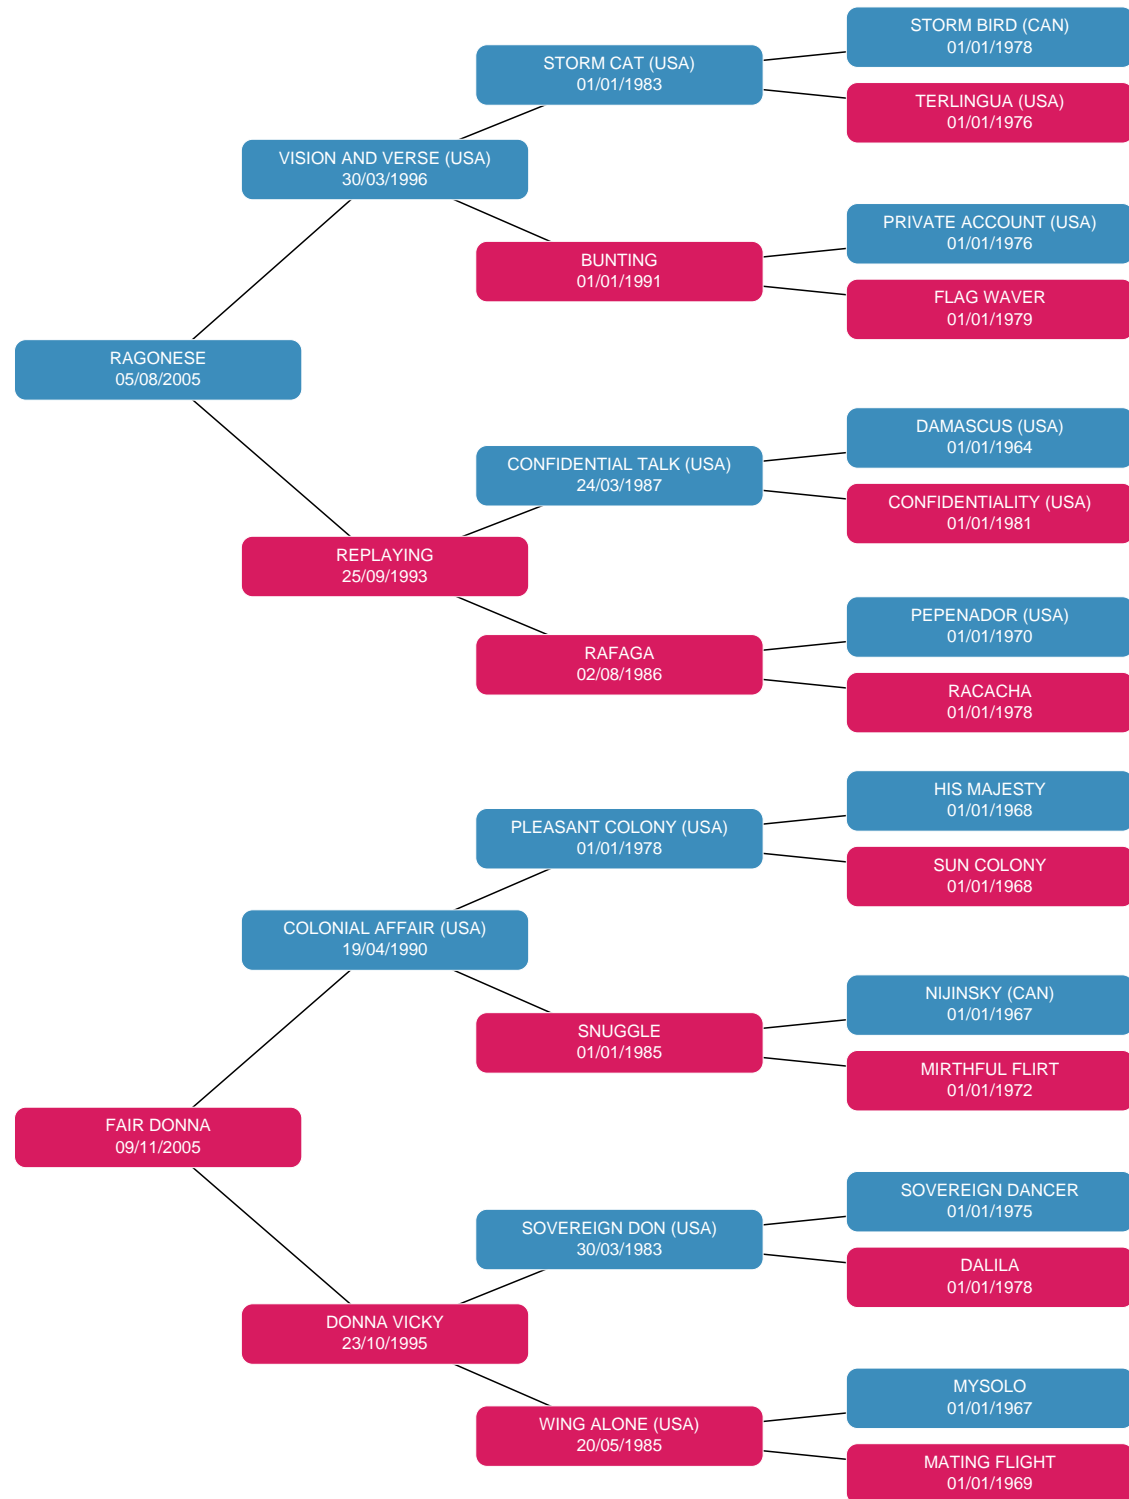 STORM BIRD (CAN)
01/01/1978
STORM CAT (USA)
01/01/1983
TERLINGUA (USA)
01/01/1976
VISION AND VERSE (USA)
30/03/1996
PRIVATE ACCOUNT (USA)
01/01/1976
BUNTING
01/01/1991
FLAG WAVER
01/01/1979
RAGONESE
05/08/2005
DAMASCUS (USA)
01/01/1964
CONFIDENTIAL TALK (USA)
24/03/1987
CONFIDENTIALITY (USA)
01/01/1981
REPLAYING
25/09/1993
PEPENADOR (USA)
01/01/1970
RAFAGA
02/08/1986
RACACHA
01/01/1978
HIS MAJESTY
01/01/1968
PLEASANT COLONY (USA)
01/01/1978
SUN COLONY
01/01/1968
COLONIAL AFFAIR (USA)
19/04/1990
NIJINSKY (CAN)
01/01/1967
SNUGGLE
01/01/1985
MIRTHFUL FLIRT
01/01/1972
FAIR DONNA
09/11/2005
SOVEREIGN DANCER
01/01/1975
SOVEREIGN DON (USA)
30/03/1983
DALILA
01/01/1978
DONNA VICKY
23/10/1995
MYSOLO
01/01/1967
WING ALONE (USA)
20/05/1985
MATING FLIGHT
01/01/1969